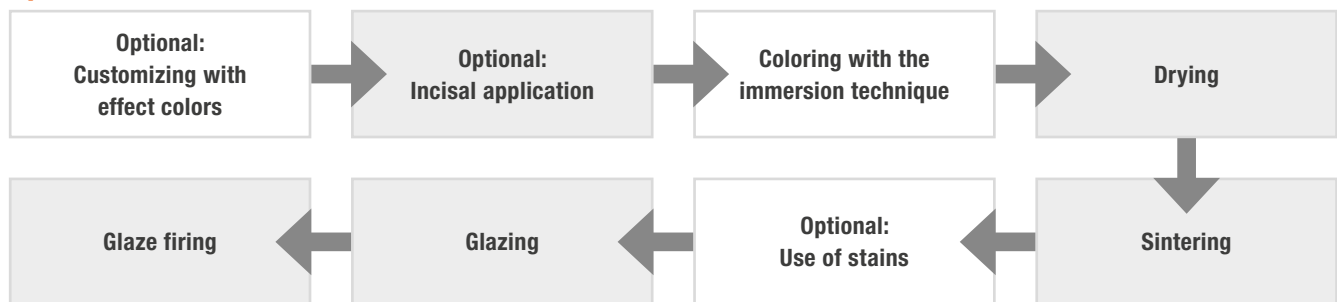 Optional:
Customizing with
effect colors
Optional:
Incisal application
Coloring with the
immersion technique
Drying
Sintering
Optional:
Use of stains
Glazing
Glaze firing